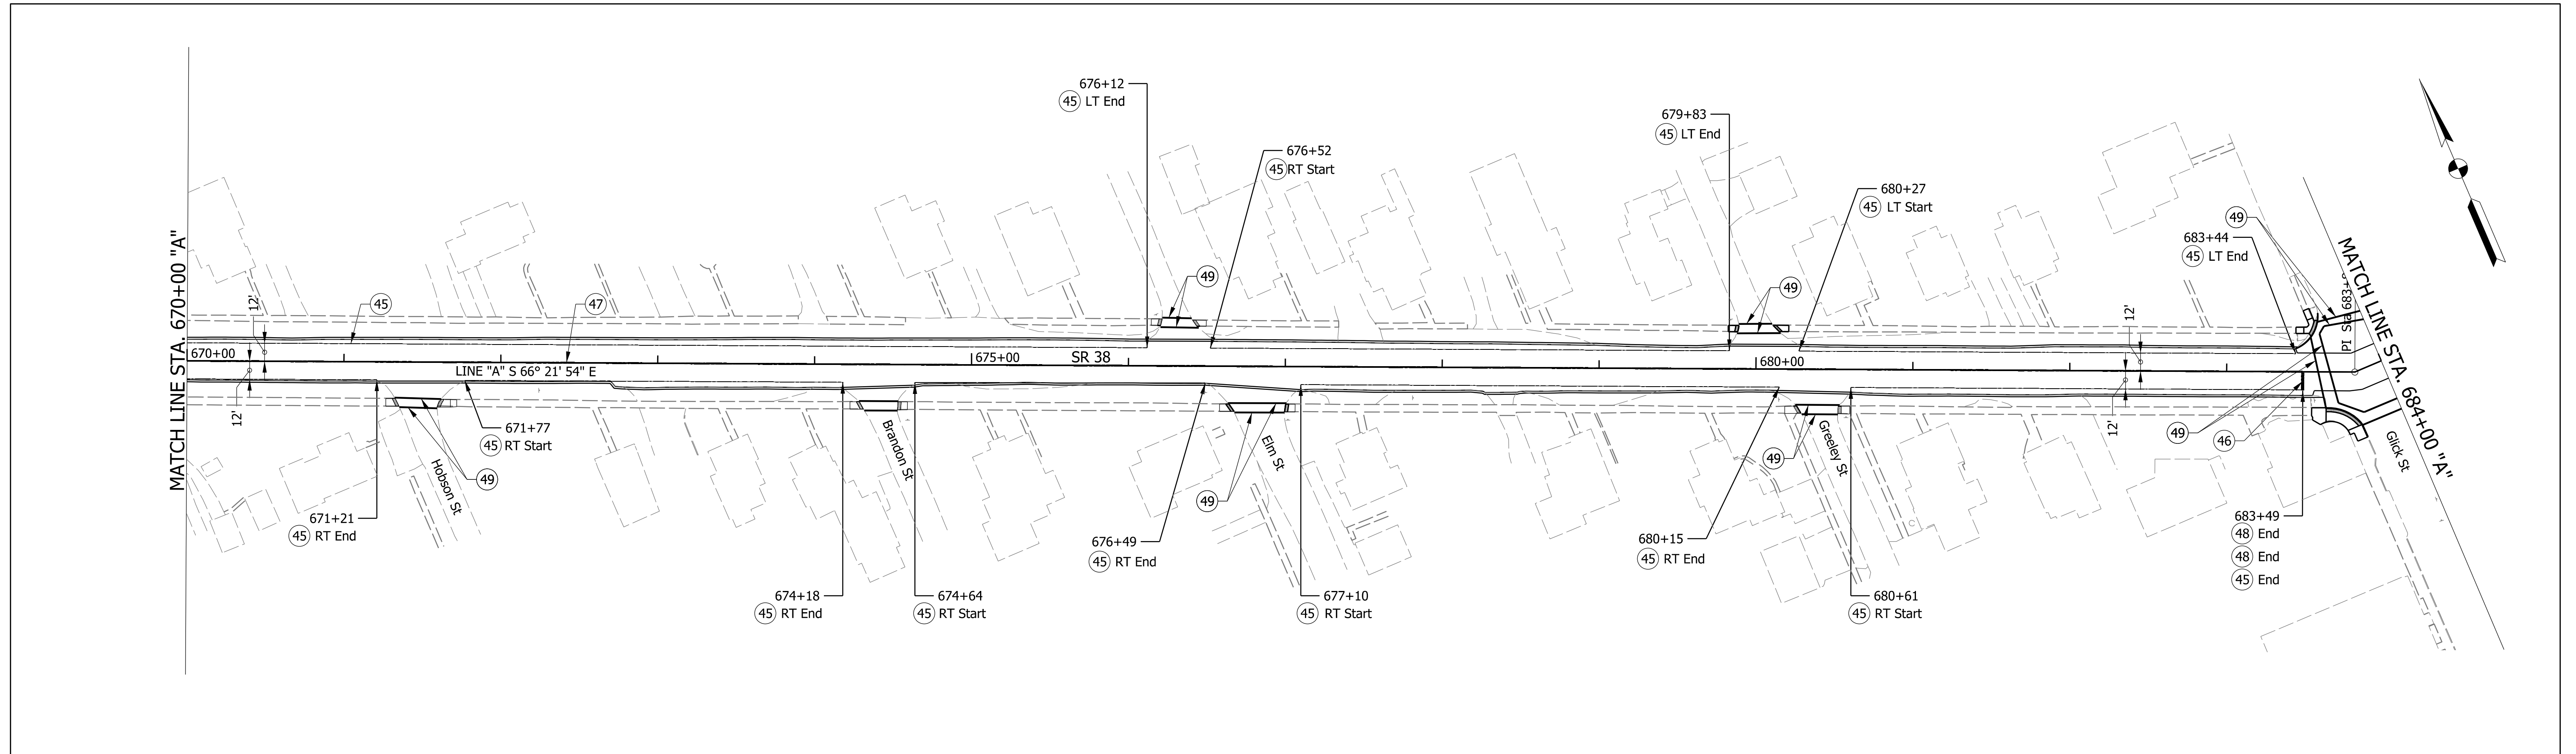 676+12
45 LT End
676+52
45 RT Start
679+83
45 LT End
680+27
45 LT Start
49
683+44
45 LT End
MATCH LINE STA. 670+00 "A"
12'
45
47
49
49
12'
PI Sta 683+
MATCH LINE STA. 684+00 "A"
670+00
LINE "A" S 66° 21' 54" E
675+00
SR 38
680+00
12'
12'
Hobson St
671+77
45 RT Start
49
Brandon St
Elm St
49
Greeley St
49
49
46
Glick St
671+21
45 RT End
676+49
45 RT End
680+15
45 RT End
683+49
48 End
48 End
45 End
674+18
45 RT End
674+64
45 RT Start
677+10
45 RT Start
680+61
45 RT Start